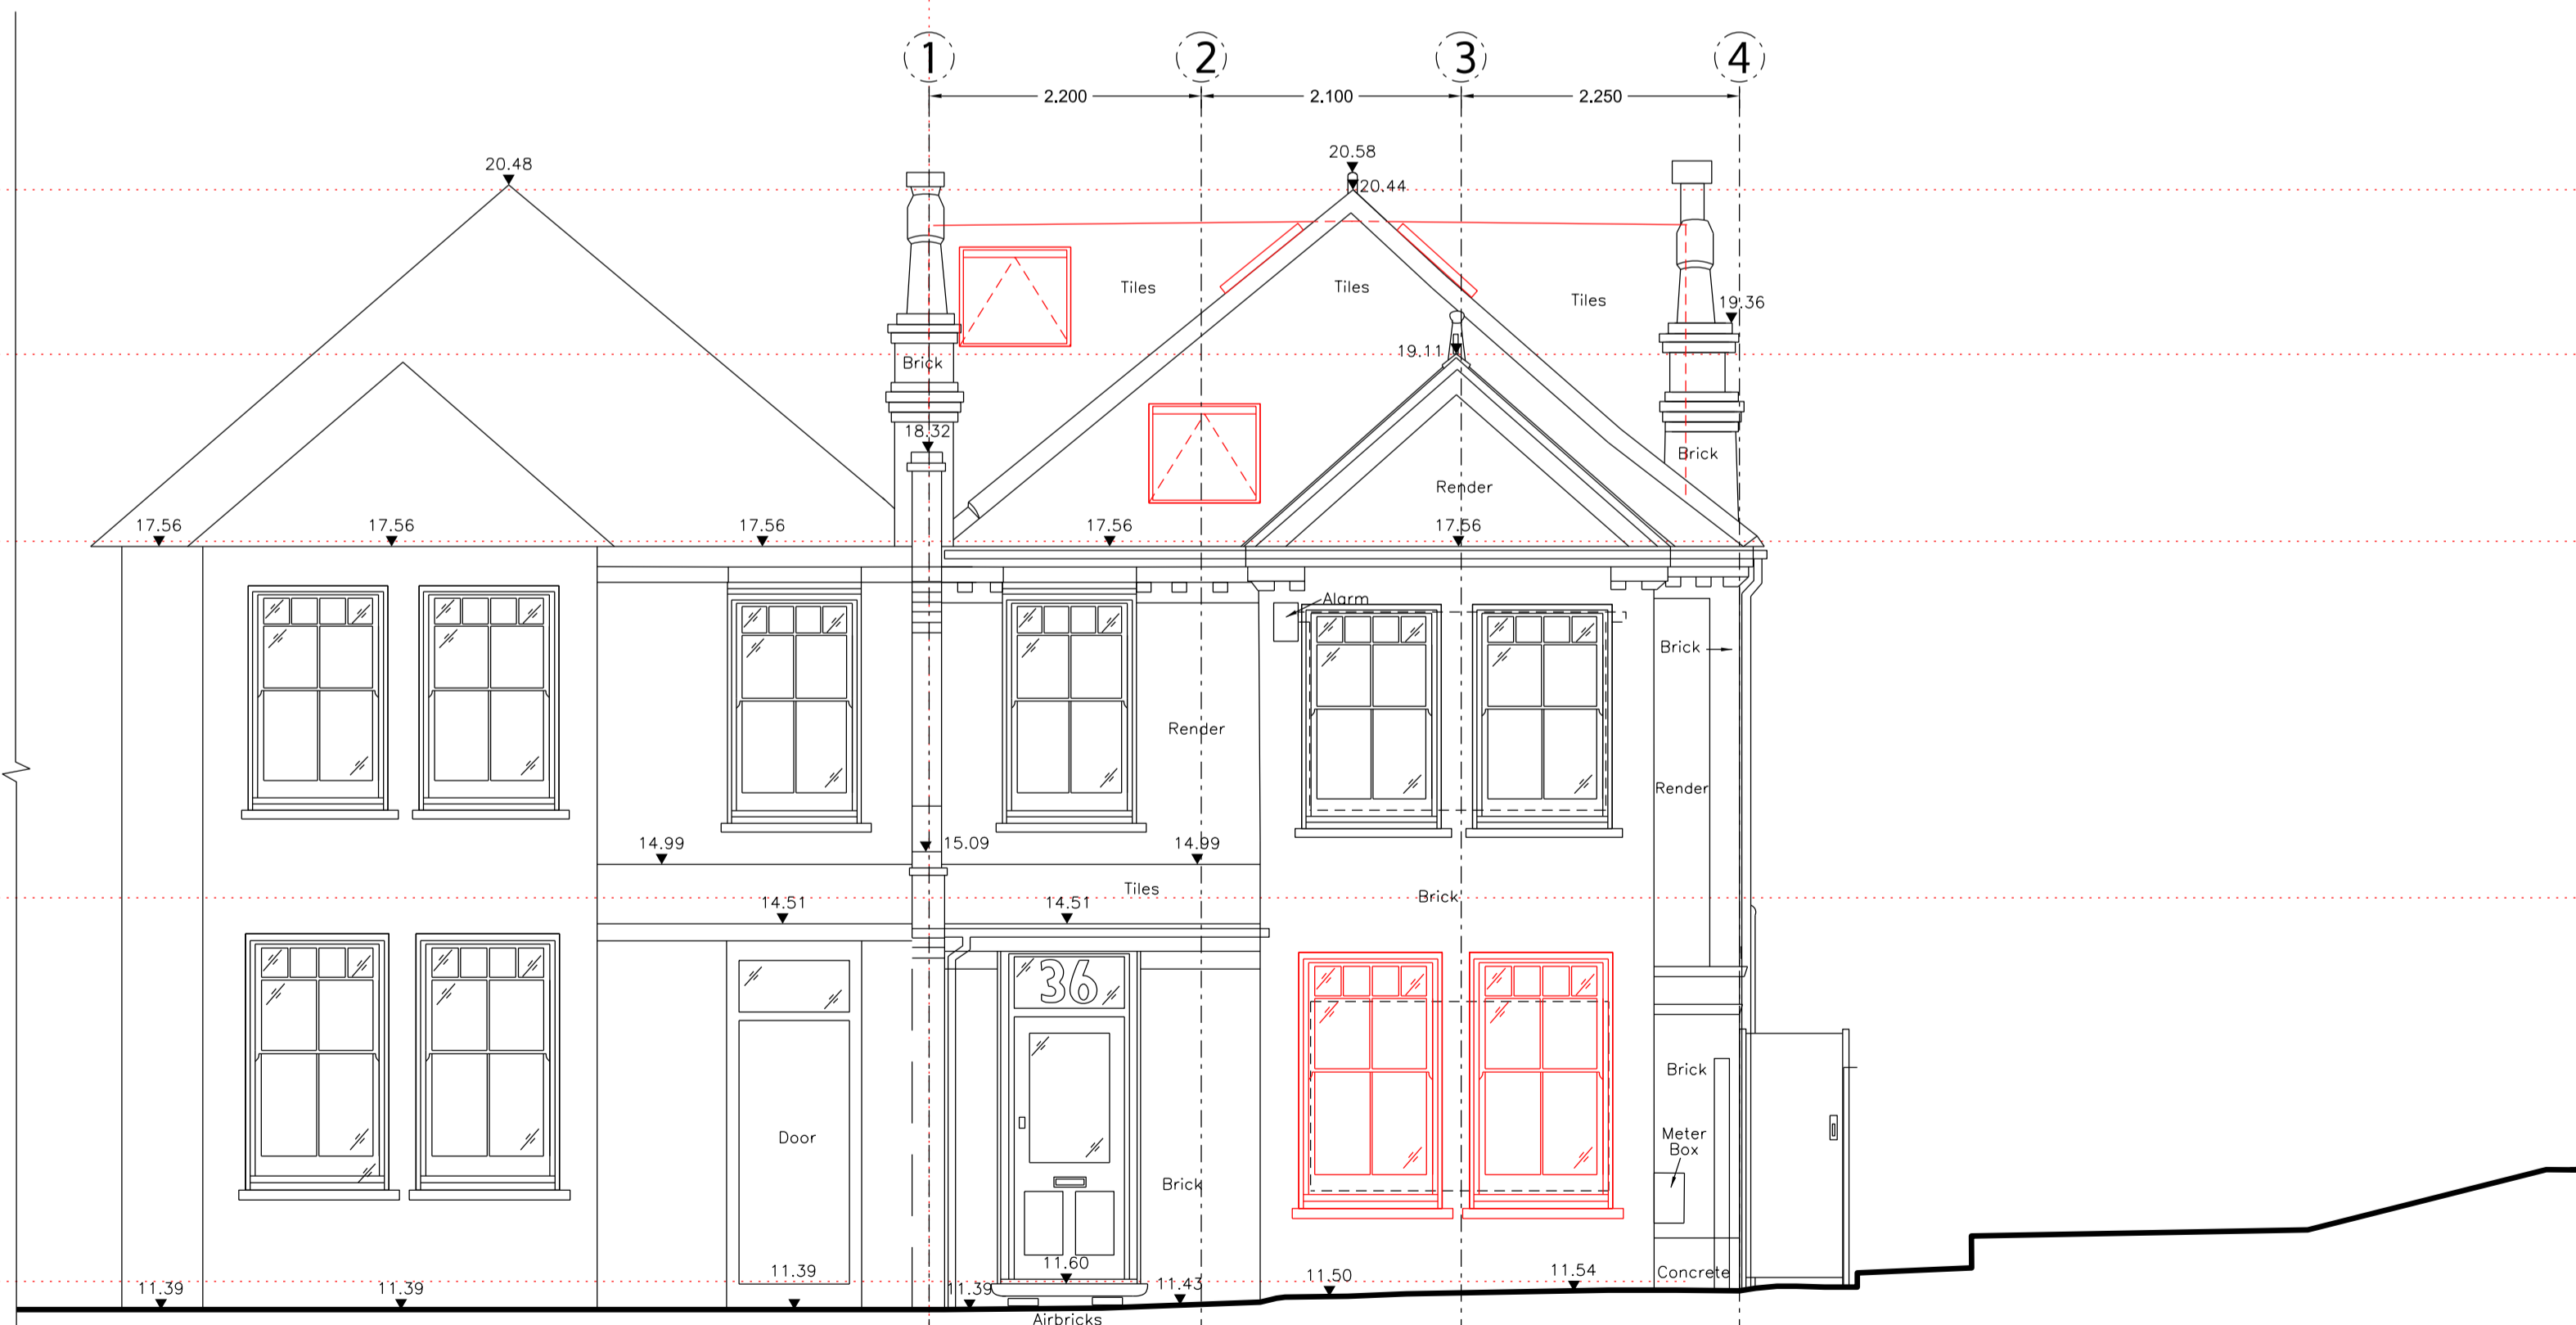 1 2 3 4
2.200 2.100 2.250
20.48 20.58
20.44
Tiles Tiles Tiles
19.36
19.11
Brick
18.32
Brick
Render
17.56 17.56 17.56 17.56 17.56
Alarm
Brick
Render
Render
14.99 15.09 14.99
Tiles
Brick
14.51 14.51
36
Brick
Door
Meter
Box
Brick
11.60
11.39 11.50 11.54 Concrete
11.39 11.39 11.39 11.43
Airbricks